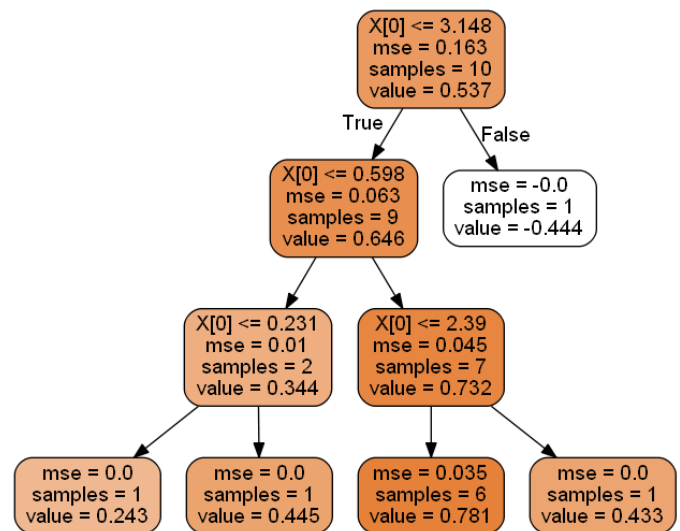 X[0] <= 3.148
mse = 0.163
samples = 10
value = 0.537
True
False
X[0] <= 0.598
mse = 0.063
samples = 9
value = 0.646
mse = -0.0
samples = 1
value = -0.444
X[0] <= 0.231
mse = 0.01
samples = 2
value = 0.344
X[0] <= 2.39
mse = 0.045
samples = 7
value = 0.732
mse = 0.0
samples = 1
value = 0.243
mse = 0.0
samples = 1
value = 0.445
mse = 0.035
samples = 6
value = 0.781
mse = 0.0
samples = 1
value = 0.433